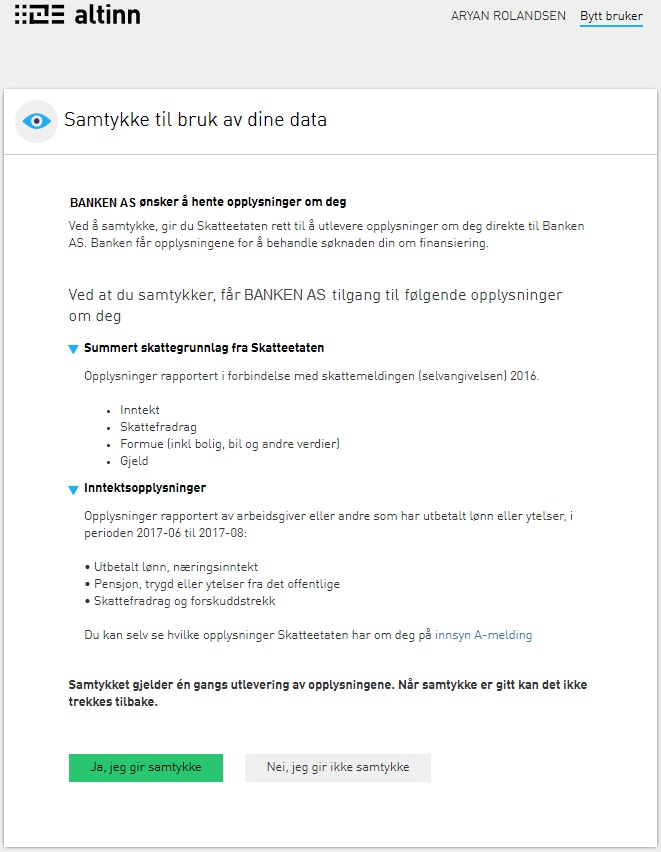 altinn
ARYAN ROLANDSEN Bytt bruker
Samtykke til bruk av dine data
BANKEN AS ønsker å hente opplysninger om deg
Ved å samtykke, gir du Skatteetaten rett til å utlevere opplysninger om deg direkte til Banken
AS. Banken får opplysningene for å behandle søknaden din om finansiering.
Ved at du samtykker, får BANKEN AS tilgang til følgende opplysninger
om deg
Summert skattegrunnlag fra Skatteetaten
Opplysninger rapportert i forbindelse med skattemeldingen (selvangivelsen) 2016.
• Inntekt
• Skattefradrag
• Formue (inkl bolig, bil og andre verdier)
• Gjeld
Inntektsopplysninger
Opplysninger rapportert av arbeidsgiver eller andre som har utbetalt lønn eller ytelser, i
perioden 2017-06 til 2017-08:
• Utbetalt lønn, næringsinntekt
• Pensjon, trygd eller ytelser fra det offentlige
• Skattefradrag og forskuddstrekk
Du kan selv se hvilke opplysninger Skatteetaten har om deg på innsyn A-melding
Samtykket gjelder én gangs utlevering av opplysningene. Når samtykke er gitt kan det ikke
trekkes tilbake.
Ja, jeg gir samtykke Nei, jeg gir ikke samtykke